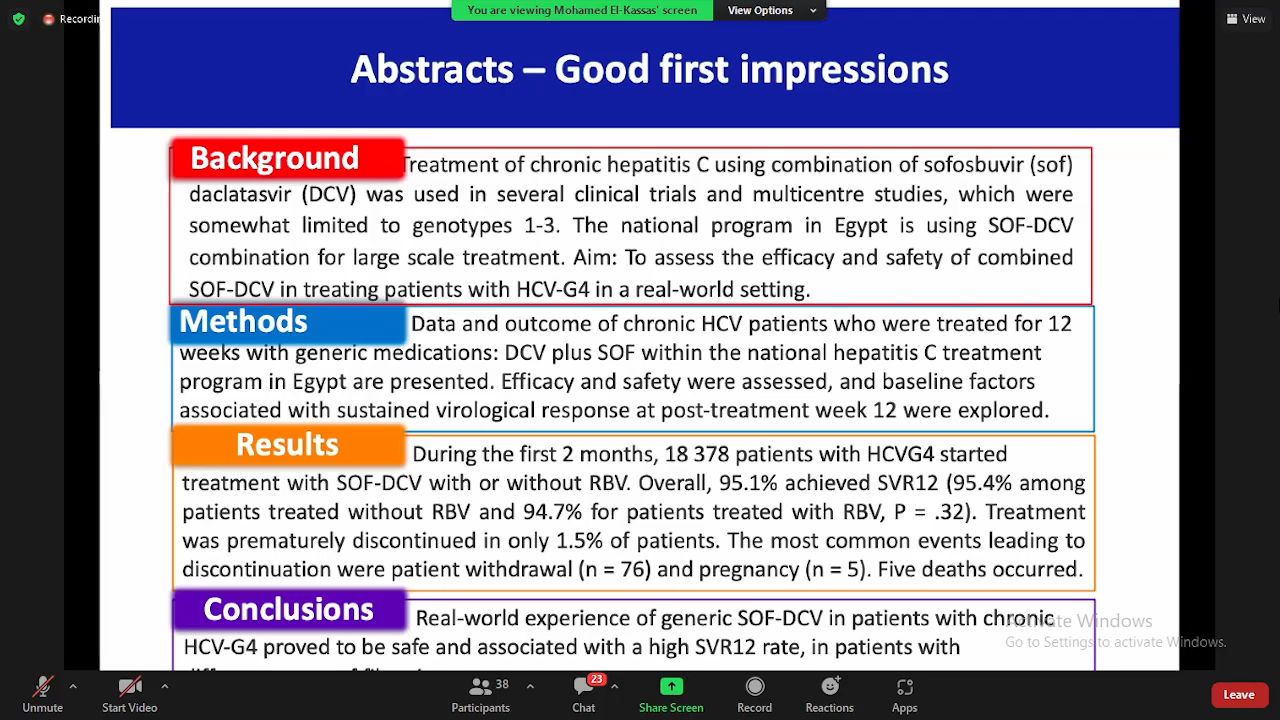 You are viewing Mohamed El-Kassas' screen
View Options
Recordin
View
Abstracts – Good first impressions
Background
Treatment of chronic hepatitis C using combination of sofosbuvir (sof)
daclatasvir (DCV) was used in several clinical trials and multicentre studies, which were
somewhat limited to genotypes 1-3. The national program in Egypt is using SOF-DCV
combination for large scale treatment. Aim: To assess the efficacy and safety of combined
SOF-DCV in treating patients with HCV-G4 in a real-world setting.
Methods
Data and outcome of chronic HCV patients who were treated for 12
weeks with generic medications: DCV plus SOF within the national hepatitis C treatment
program in Egypt are presented. Efficacy and safety were assessed, and baseline factors
associated with sustained virological response at post-treatment week 12 were explored.
Results
During the first 2 months, 18 378 patients with HCVG4 started
treatment with SOF-DCV with or without RBV. Overall, 95.1% achieved SVR12 (95.4% among
patients treated without RBV and 94.7% for patients treated with RBV, P = .32). Treatment
was prematurely discontinued in only 1.5% of patients. The most common events leading to
discontinuation were patient withdrawal (n = 76) and pregnancy (n = 5). Five deaths occurred.
Conclusions
Real-world experience of generic SOF-DCV in patients with chronic
HCV-G4 proved to be safe and associated with a high SVR12 rate, in patients with
Activate Windows
Go to Settings to activate Windows.
Unmute
Start Video
38
Participants
23
Chat
Share Screen
Record
Reactions
Apps
Leave